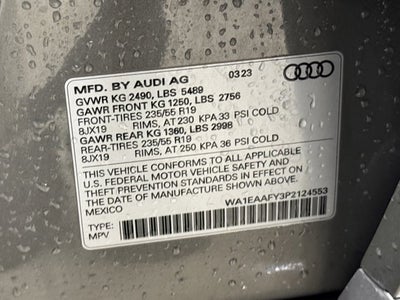 MFD. BY AUDI AG 03 23
GVWR KG 2490, LBS 5489
GAWR FRONT KG 1250, LBS 2756
FRONT-TIRES 235/55 R19
8JX19 RIMS, AT 230 KPA 33 PSI COLD
GAWR REAR KG 1360, LBS 2998
REAR-TIRES 235/55 R19
8JX19 RIMS, AT 250 KPA 36 PSI COLD
THIS VEHICLE CONFORMS TO ALL APPLICABLE
U.S. FEDERAL MOTOR VEHICLE SAFETY AND
THEFT PREVENTION STANDARDS IN EFFECT ON
THE DATE OF MANUFACTURE SHOWN ABOVE.
MEXICO
WA1EAAFY3P2124553
TYPE:
MPV